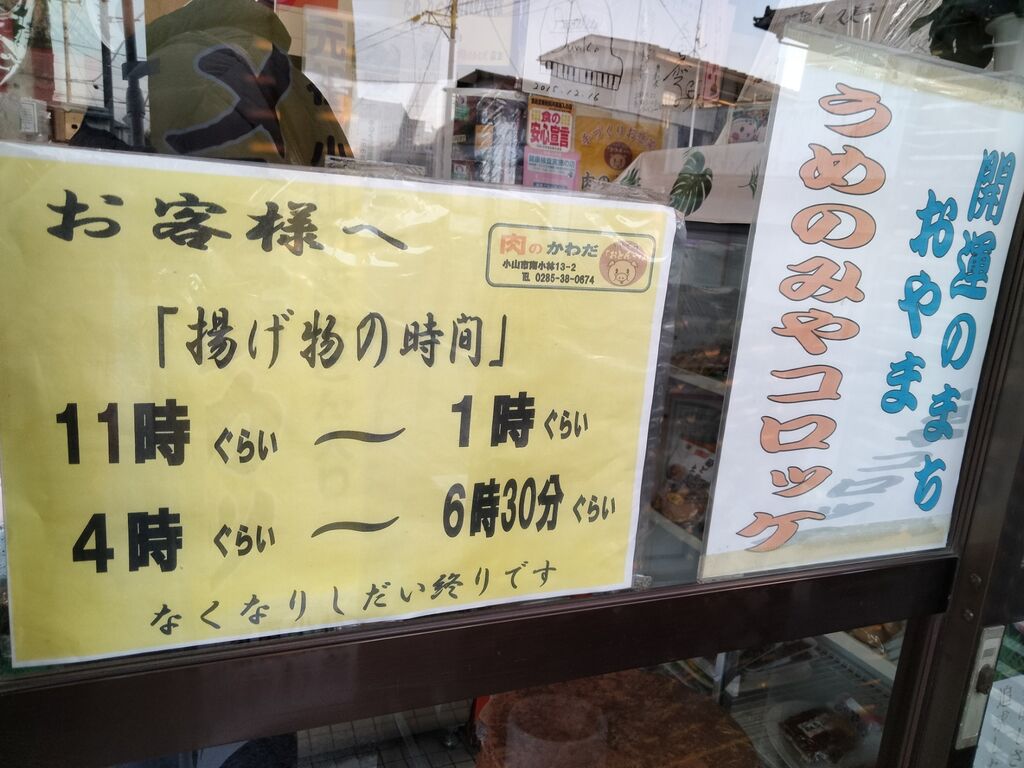 お客様へ
肉のかわだ
小山市南小林13-2
℡ 0285-38-0674
「揚げ物の時間」
11時ぐらい 〜 1時ぐらい
4時ぐらい 〜 6時30分ぐらい
なくなりしだい終りです
開運のまち
おやま
うめのみやコロッケ
2015.12.16
食の
安心宣言
メ